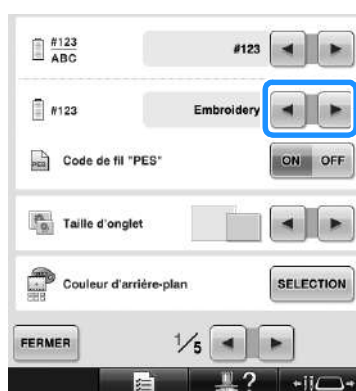 #123
ABC
#123
#123
Embroidery
PES
Code de fil "PES"
ON OFF
Taille d'onglet
Couleur d'arrière-plan
SELECTION
FERMER
1/5
?